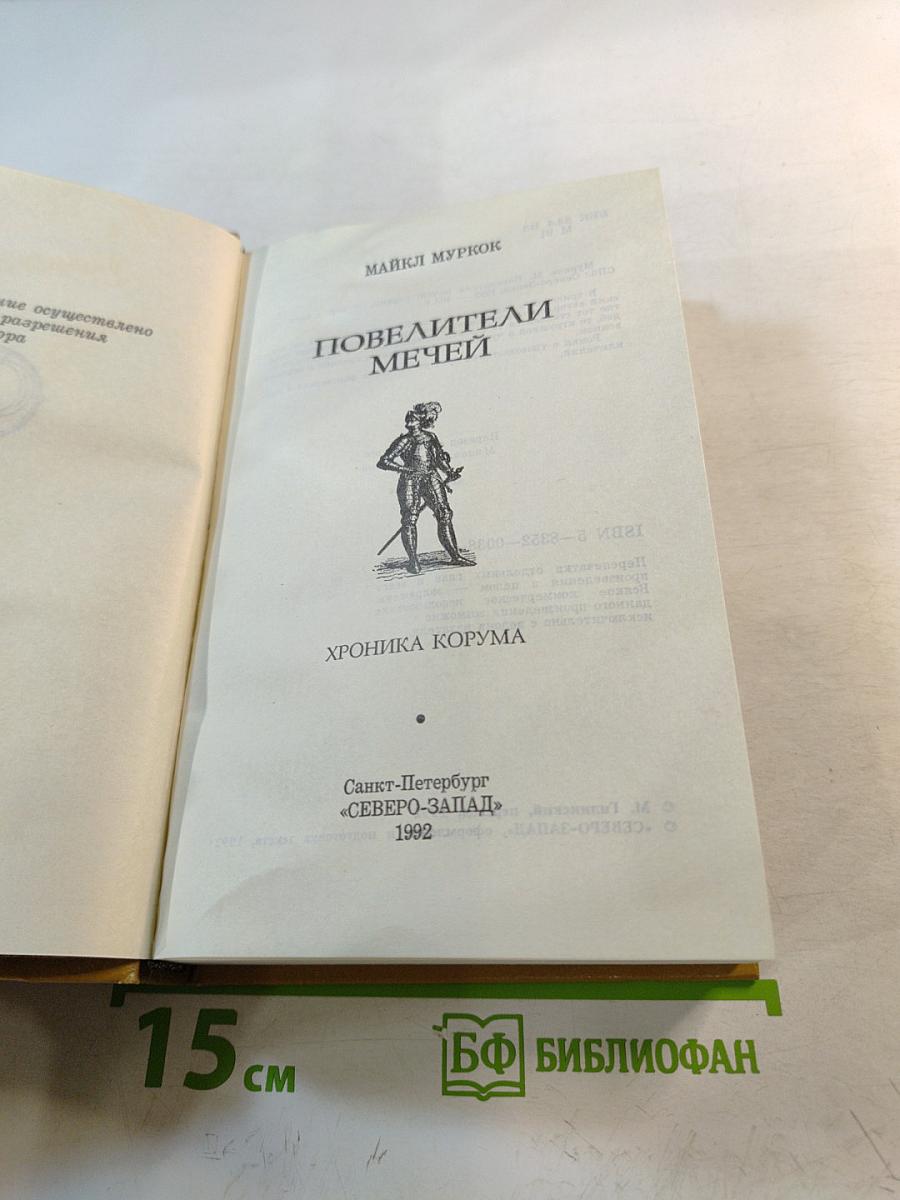 ние осуществлено
разрешения
ора
МАЙКЛ МУРКОК
ПОВЕЛИТЕЛИ
МЕЧЕЙ
ХРОНИКА КОРУМА
Санкт-Петербург
«СЕВЕРО-ЗАПАД»
1992
15 см
БФ БИБЛИОФАН